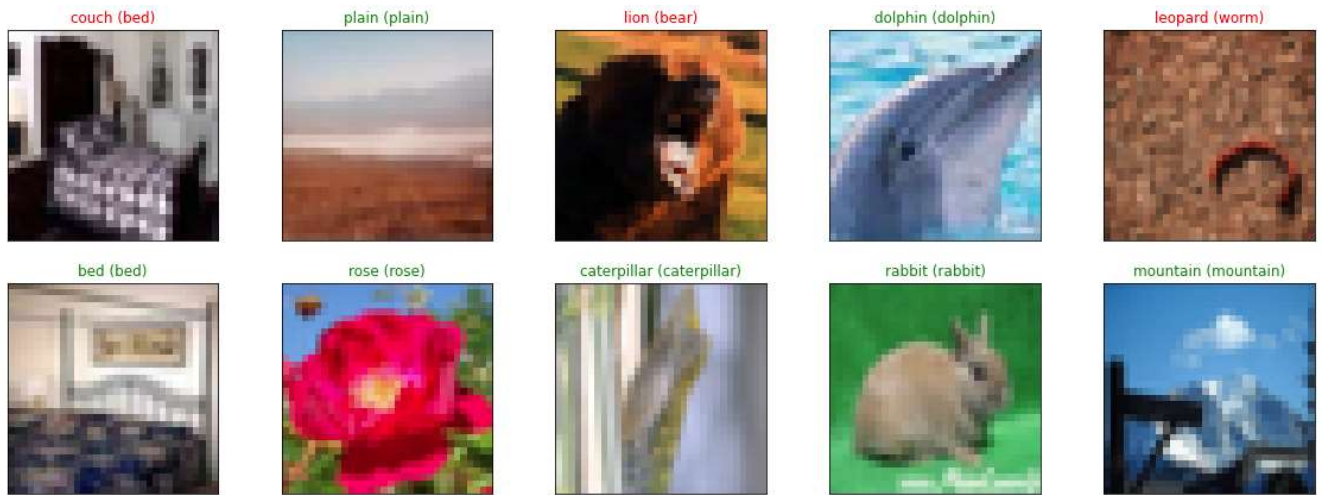 couch (bed)
plain (plain)
lion (bear)
dolphin (dolphin)
leopard (worm)
bed (bed)
rose (rose)
caterpillar (caterpillar)
rabbit (rabbit)
mountain (mountain)